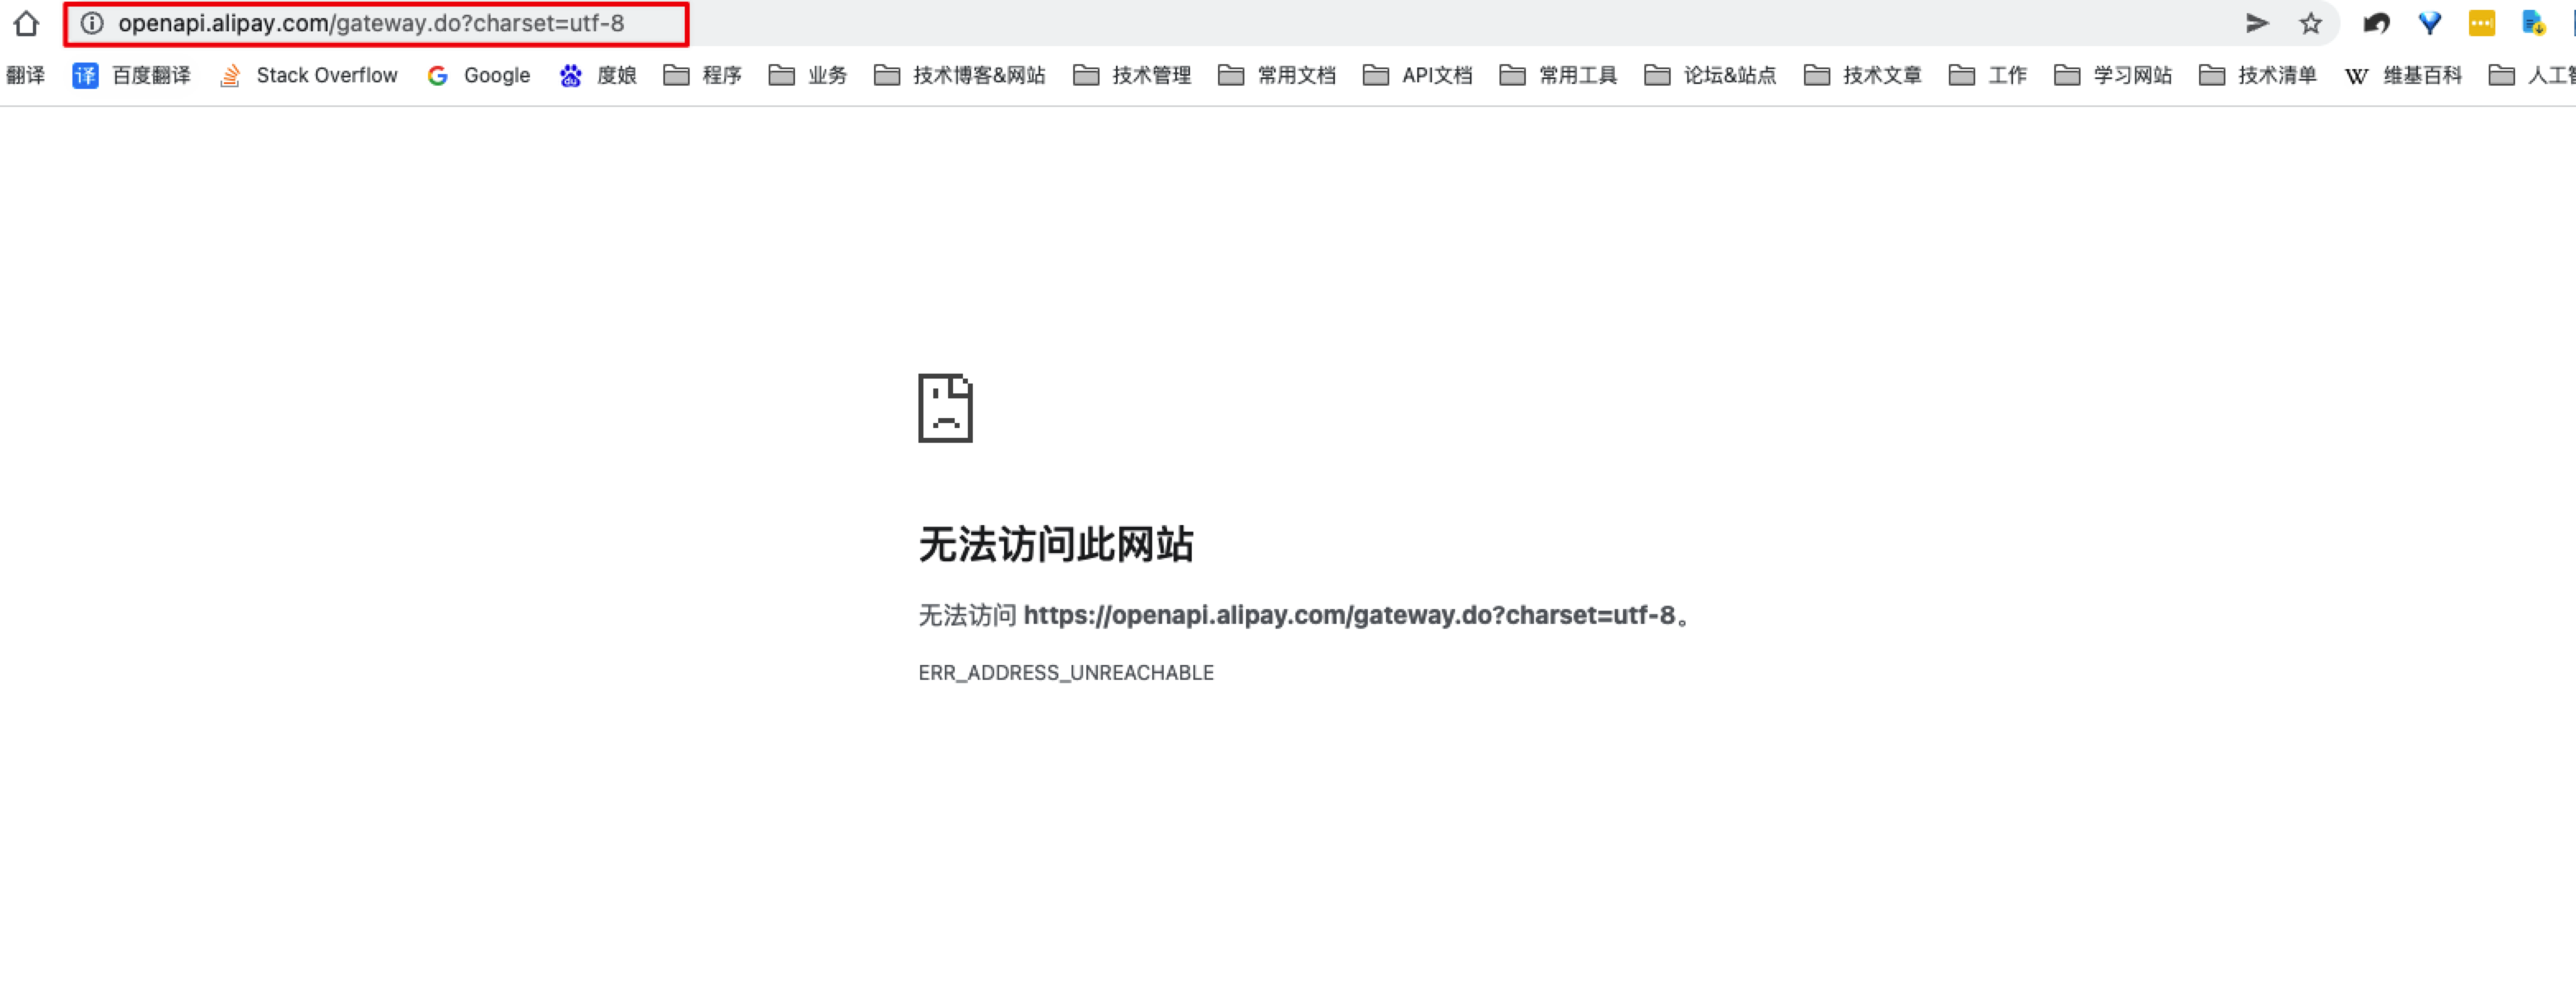 openapi.alipay.com/gateway.do?charset=utf-8
翻译 译 百度翻译 Stack Overflow Google 度娘 程序 业务 技术博客&网站 技术管理 常用文档 API文档 常用工具 论坛&站点 技术文章 工作 学习网站 技术清单 W 维基百科 人工
无法访问此网站
无法访问 https://openapi.alipay.com/gateway.do?charset=utf-8。
ERR_ADDRESS_UNREACHABLE